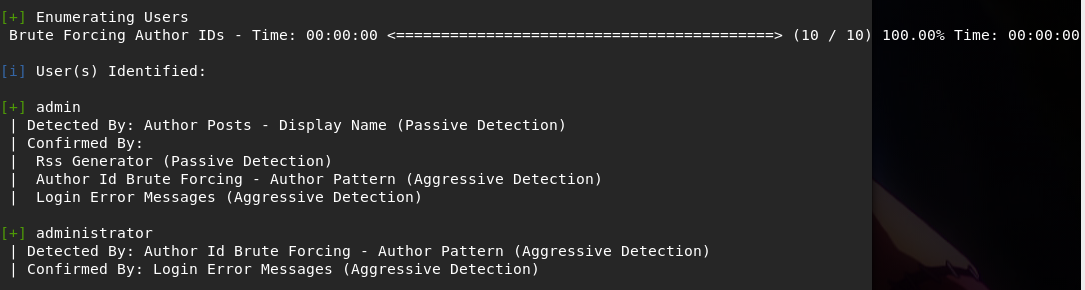 [+] Enumerating Users
Brute Forcing Author IDs - Time: 00:00:00 <==========================================> (10 / 10) 100.00% Time: 00:00:00
[i] User(s) Identified:
[+] admin
| Detected By: Author Posts - Display Name (Passive Detection)
| Confirmed By:
|  Rss Generator (Passive Detection)
|  Author Id Brute Forcing - Author Pattern (Aggressive Detection)
|  Login Error Messages (Aggressive Detection)
[+] administrator
| Detected By: Author Id Brute Forcing - Author Pattern (Aggressive Detection)
| Confirmed By: Login Error Messages (Aggressive Detection)